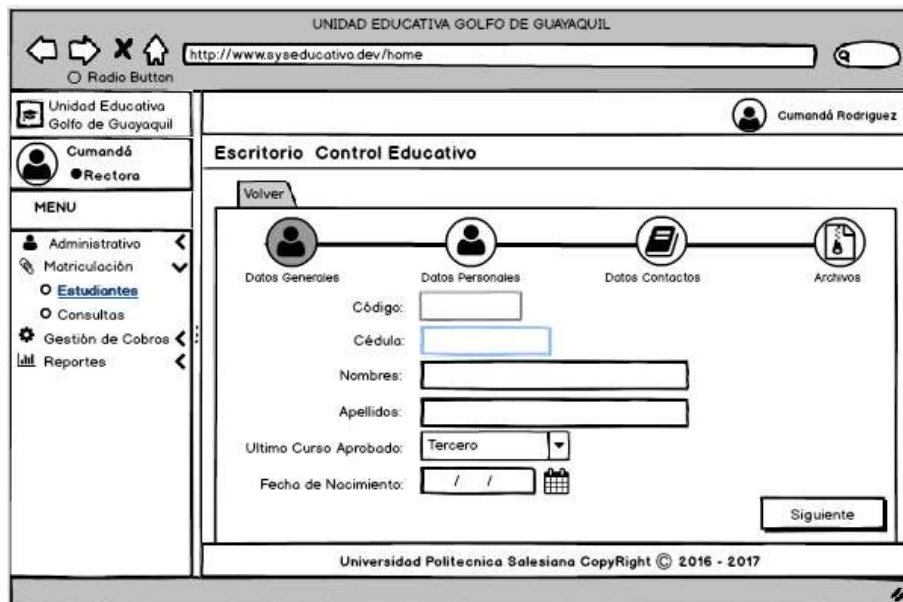 UNIDAD EDUCATIVA GOLFO DE GUAYAQUIL
http://www.syseducativo.dev/home
Radio Button
Unidad Educativa
Golfo de Guayaquil
Cumandá Rodriguez
Cumandá
Rectora
Escritorio Control Educativo
MENU
Volver
Administrativo
Matriculación
Estudiantes
Consultas
Gestión de Cobros
Reportes
Datos Generales
Datos Personales
Datos Contactos
Archivos
Código:
Cédula:
Nombres:
Apellidos:
Ultimo Curso Aprobado: Tercero
Fecha de Nacimiento: / /
Siguiente
Universidad Politecnica Salesiana CopyRight © 2016 - 2017